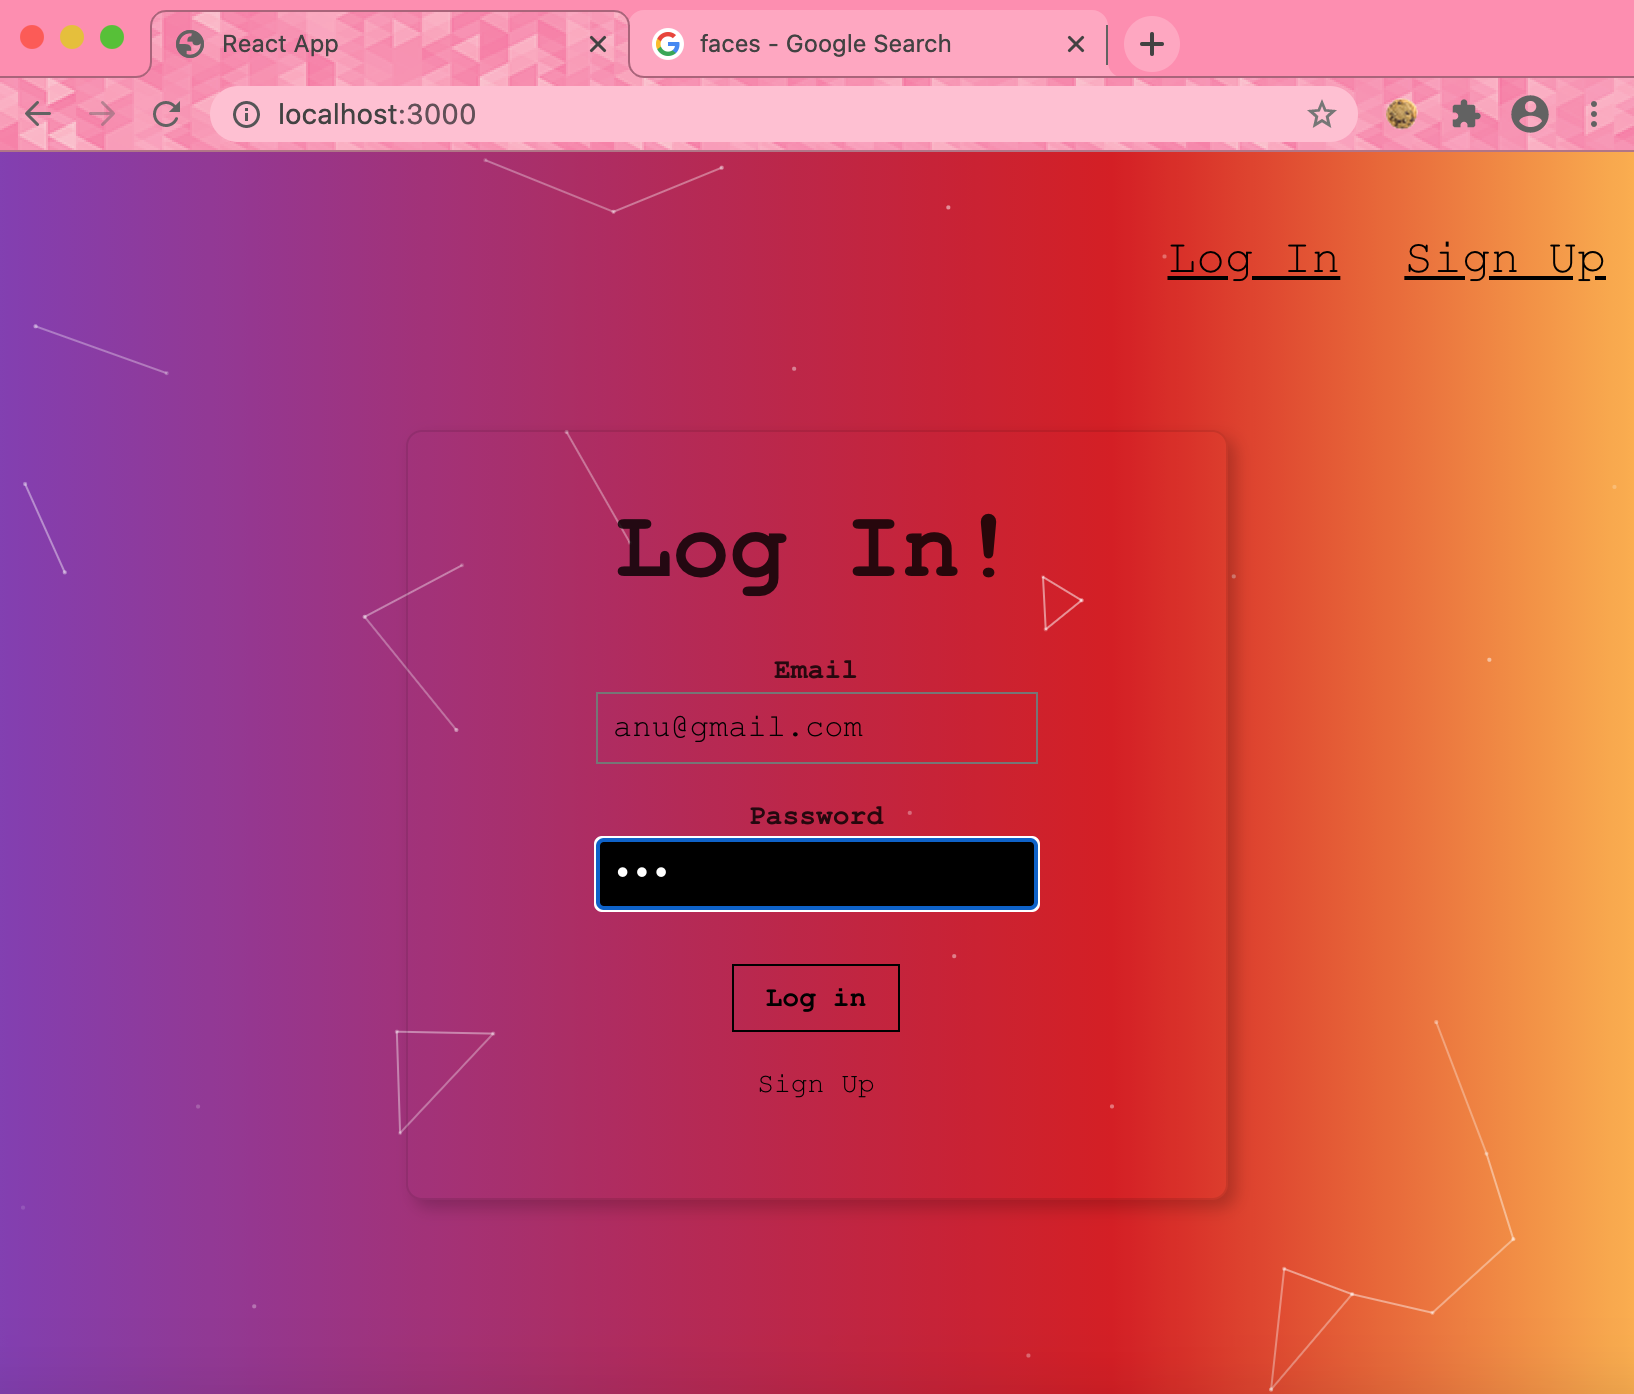 React App
faces - Google Search
localhost:3000
Log In Sign Up
Log In!
Email
anu@gmail.com
Password
•••
Log in
Sign Up